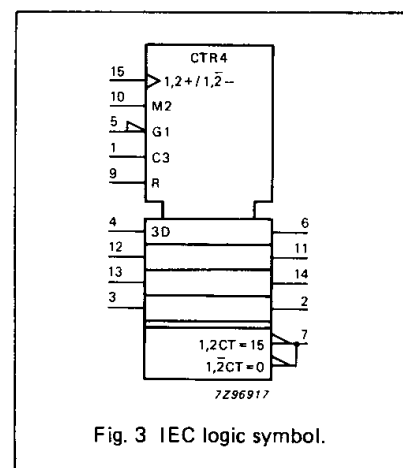 CTR4
15 1,2+/1,2̅–
10 M2
5 G1
1 C3
9 R
4 3D 6
12 11
13 14
3 2
1,2CT=15 7
1,2̅CT=0
7Z96917
Fig. 3 IEC logic symbol.